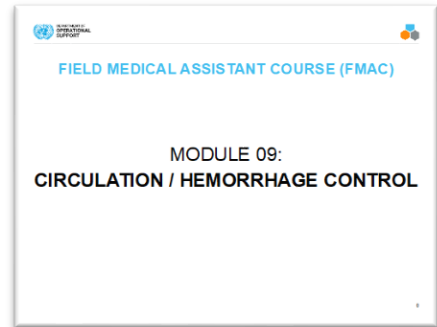 DEPARTMENT OF
OPERATIONAL
SUPPORT
FIELD MEDICAL ASSISTANT COURSE (FMAC)
MODULE 09:
CIRCULATION / HEMORRHAGE CONTROL